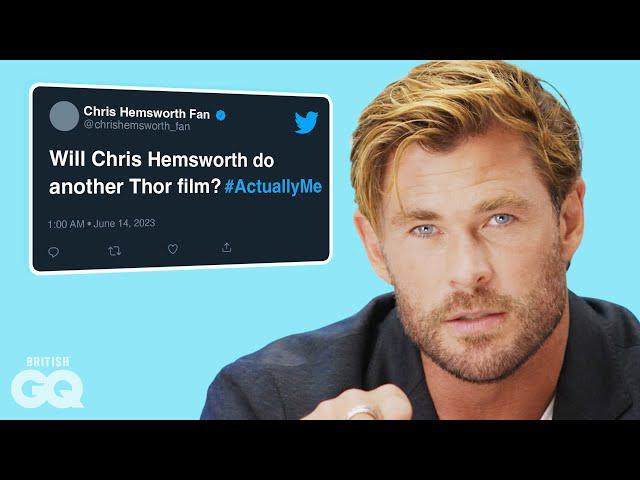 Chris Hemsworth Fan
@chrishemsworth_fan
Will Chris Hemsworth do
another Thor film? #ActuallyMe
1:00 AM • June 14, 2023
BRITISH
GQ